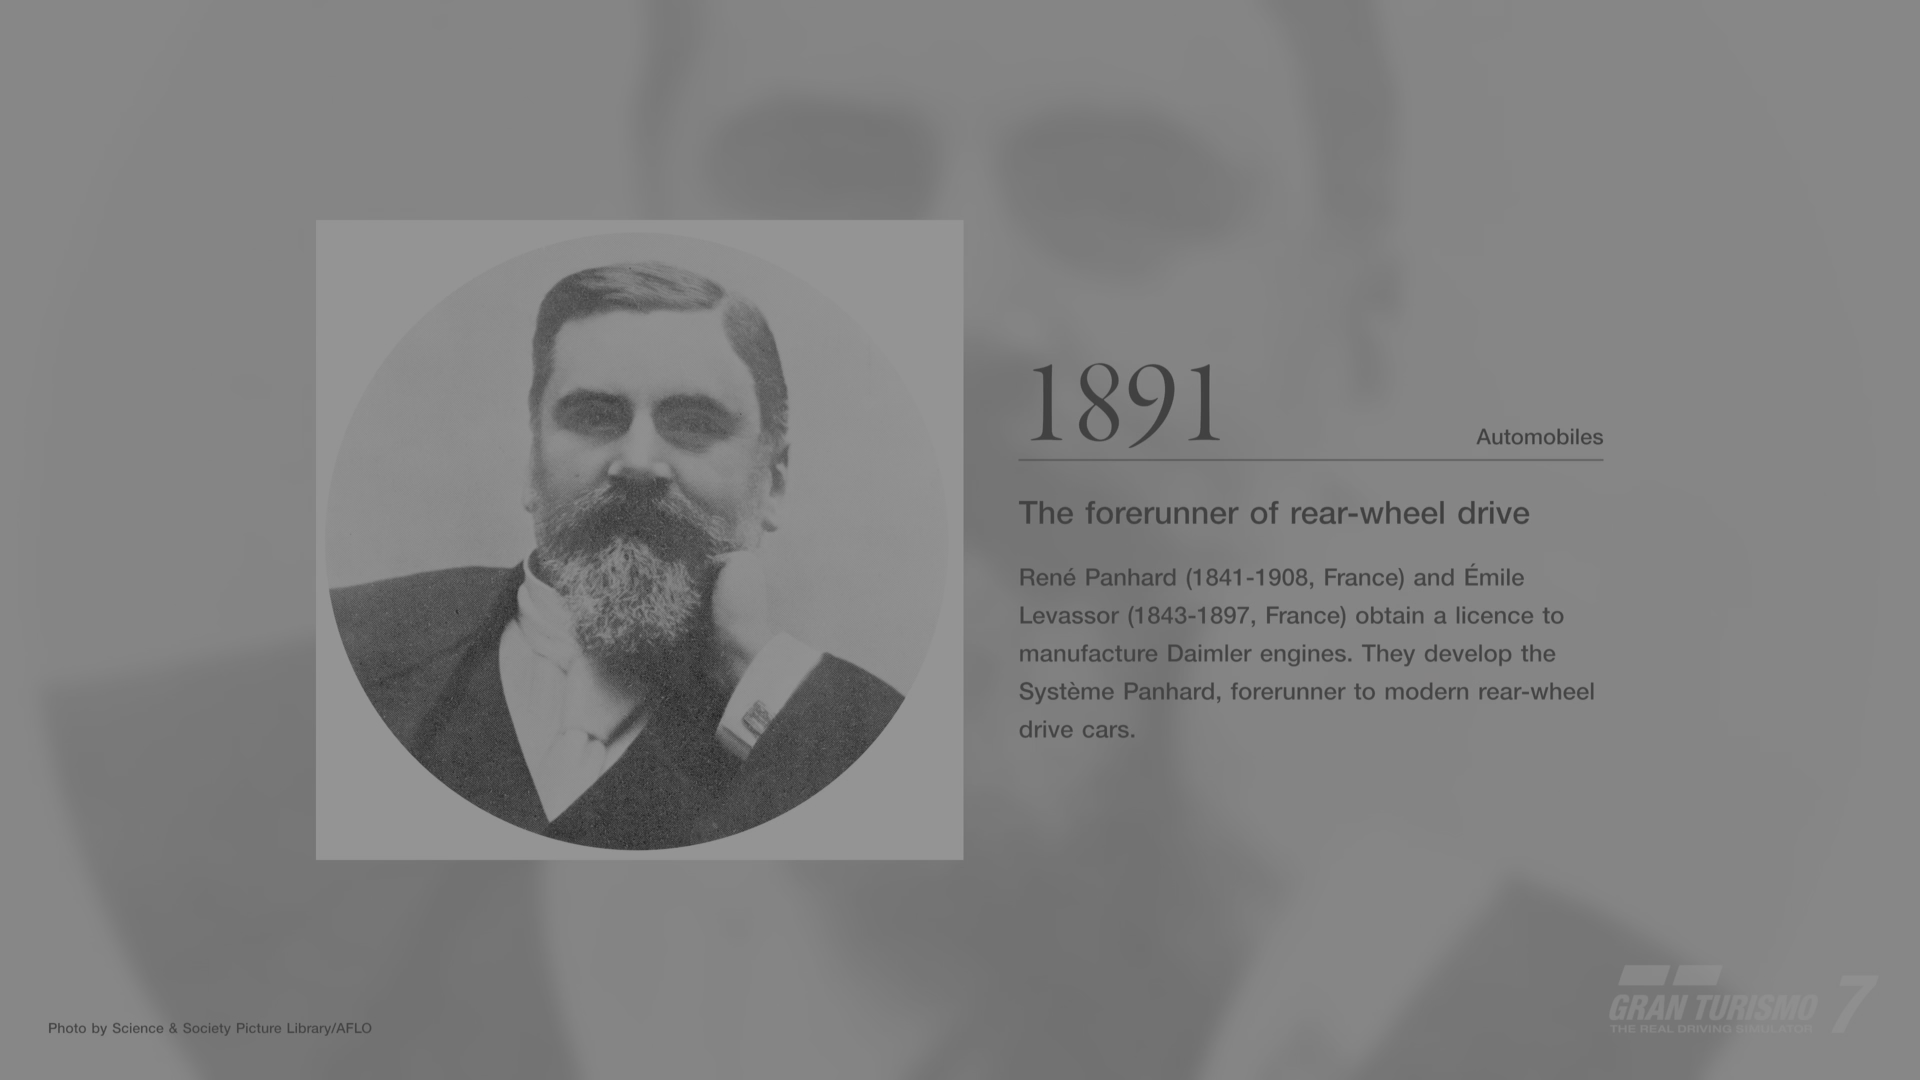 1891
Automobiles
The forerunner of rear-wheel drive
René Panhard (1841-1908, France) and Émile
Levassor (1843-1897, France) obtain a licence to
manufacture Daimler engines. They develop the
Système Panhard, forerunner to modern rear-wheel
drive cars.
Photo by Science & Society Picture Library/AFLO
GRAN TURISMO 7
THE REAL DRIVING SIMULATOR